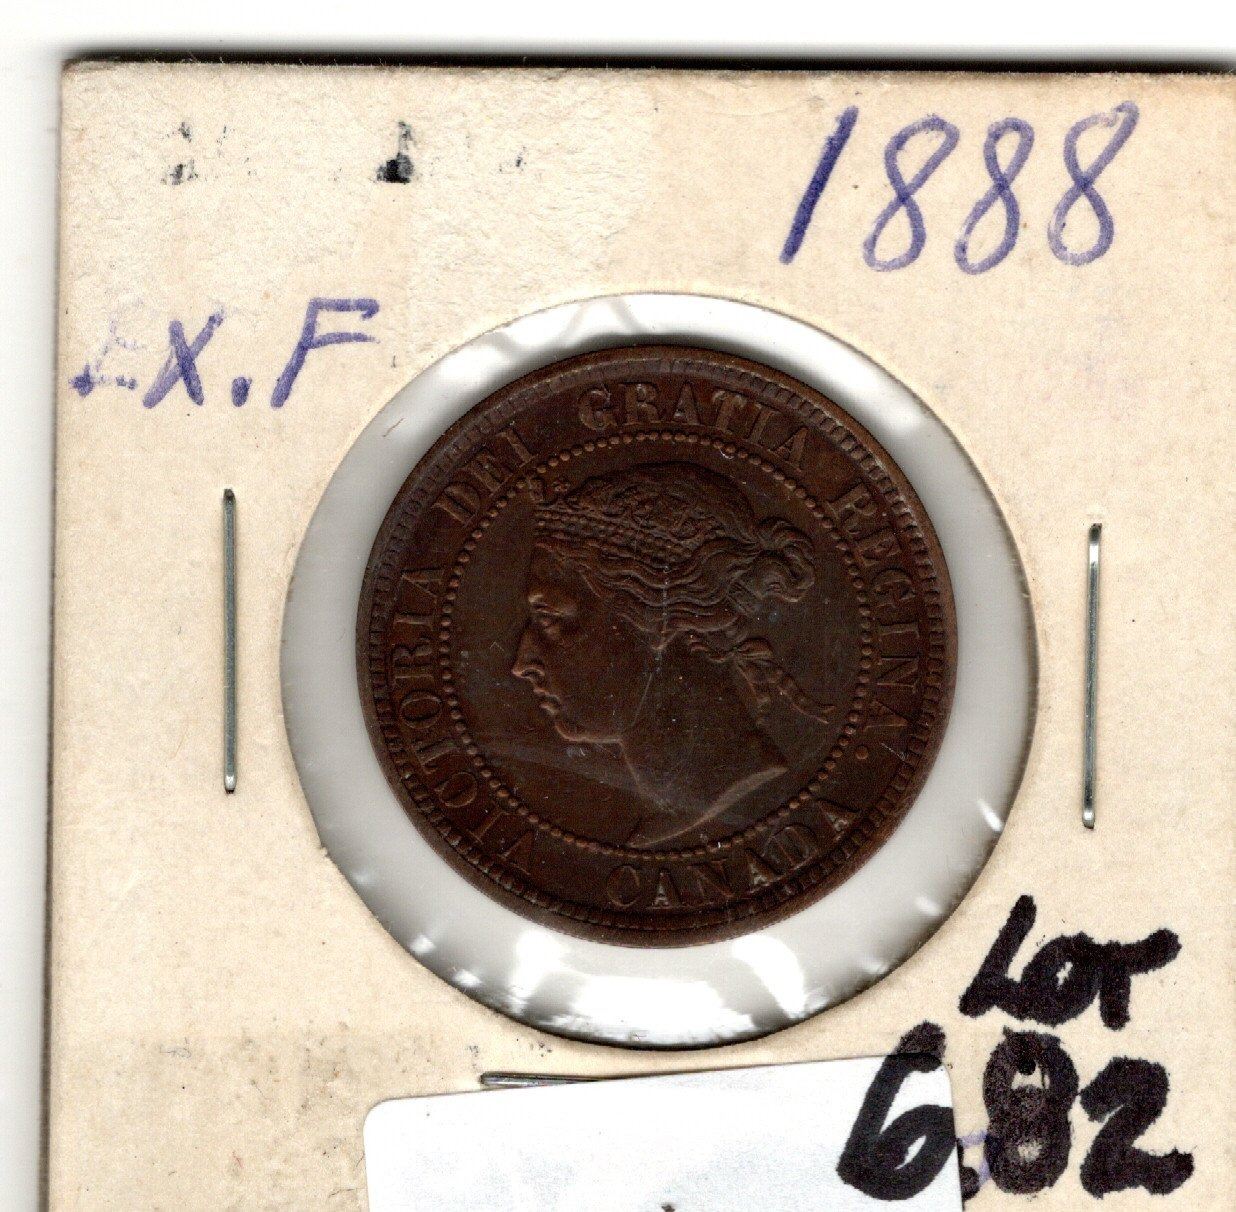 1888
Ex.F
VICTORIA DEI GRATIA REGINA.
CANADA
Lot
682